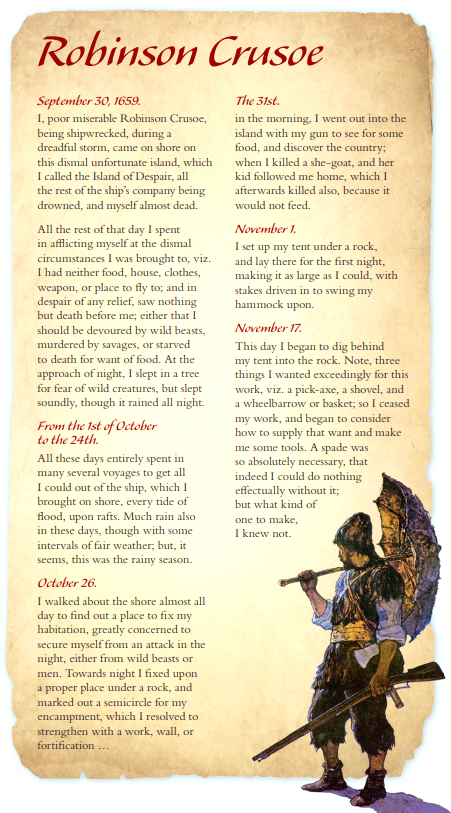 Robinson Crusoe
September 30, 1659.
I, poor miserable Robinson Crusoe,
being shipwrecked, during a
dreadful storm, came on shore on
this dismal unfortunate island, which
I called the Island of Despair, all
the rest of the ship's company being
drowned, and myself almost dead.
All the rest of that day I spent
in afflicting myself at the dismal
circumstances I was brought to, viz.
I had neither food, house, clothes,
weapon, or place to fly to; and in
despair of any relief, saw nothing
but death before me; either that I
should be devoured by wild beasts,
murdered by savages, or starved
to death for want of food. At the
approach of night, I slept in a tree
for fear of wild creatures, but slept
soundly, though it rained all night.
From the 1st of October
to the 24th.
All these days entirely spent in
many several voyages to get all
I could out of the ship, which I
brought on shore, every tide of
flood, upon rafts. Much rain also
in these days, though with some
intervals of fair weather; but, it
seems, this was the rainy season.
October 26.
I walked about the shore almost all
day to find out a place to fix my
habitation, greatly concerned to
secure myself from an attack in the
night, either from wild beasts or
men. Towards night I fixed upon
a proper place under a rock, and
marked out a semicircle for my
encampment, which I resolved to
strengthen with a work, wall, or
fortification …
The 31st.
in the morning, I went out into the
island with my gun to see for some
food, and discover the country;
when I killed a she-goat, and her
kid followed me home, which I
afterwards killed also, because it
would not feed.
November 1.
I set up my tent under a rock,
and lay there for the first night,
making it as large as I could, with
stakes driven in to swing my
hammock upon.
November 17.
This day I began to dig behind
my tent into the rock. Note, three
things I wanted exceedingly for this
work, viz. a pick-axe, a shovel, and
a wheelbarrow or basket; so I ceased
my work, and began to consider
how to supply that want and make
me some tools. A spade was
so absolutely necessary, that
indeed I could do nothing
effectually without it;
but what kind of
one to make,
I knew not.